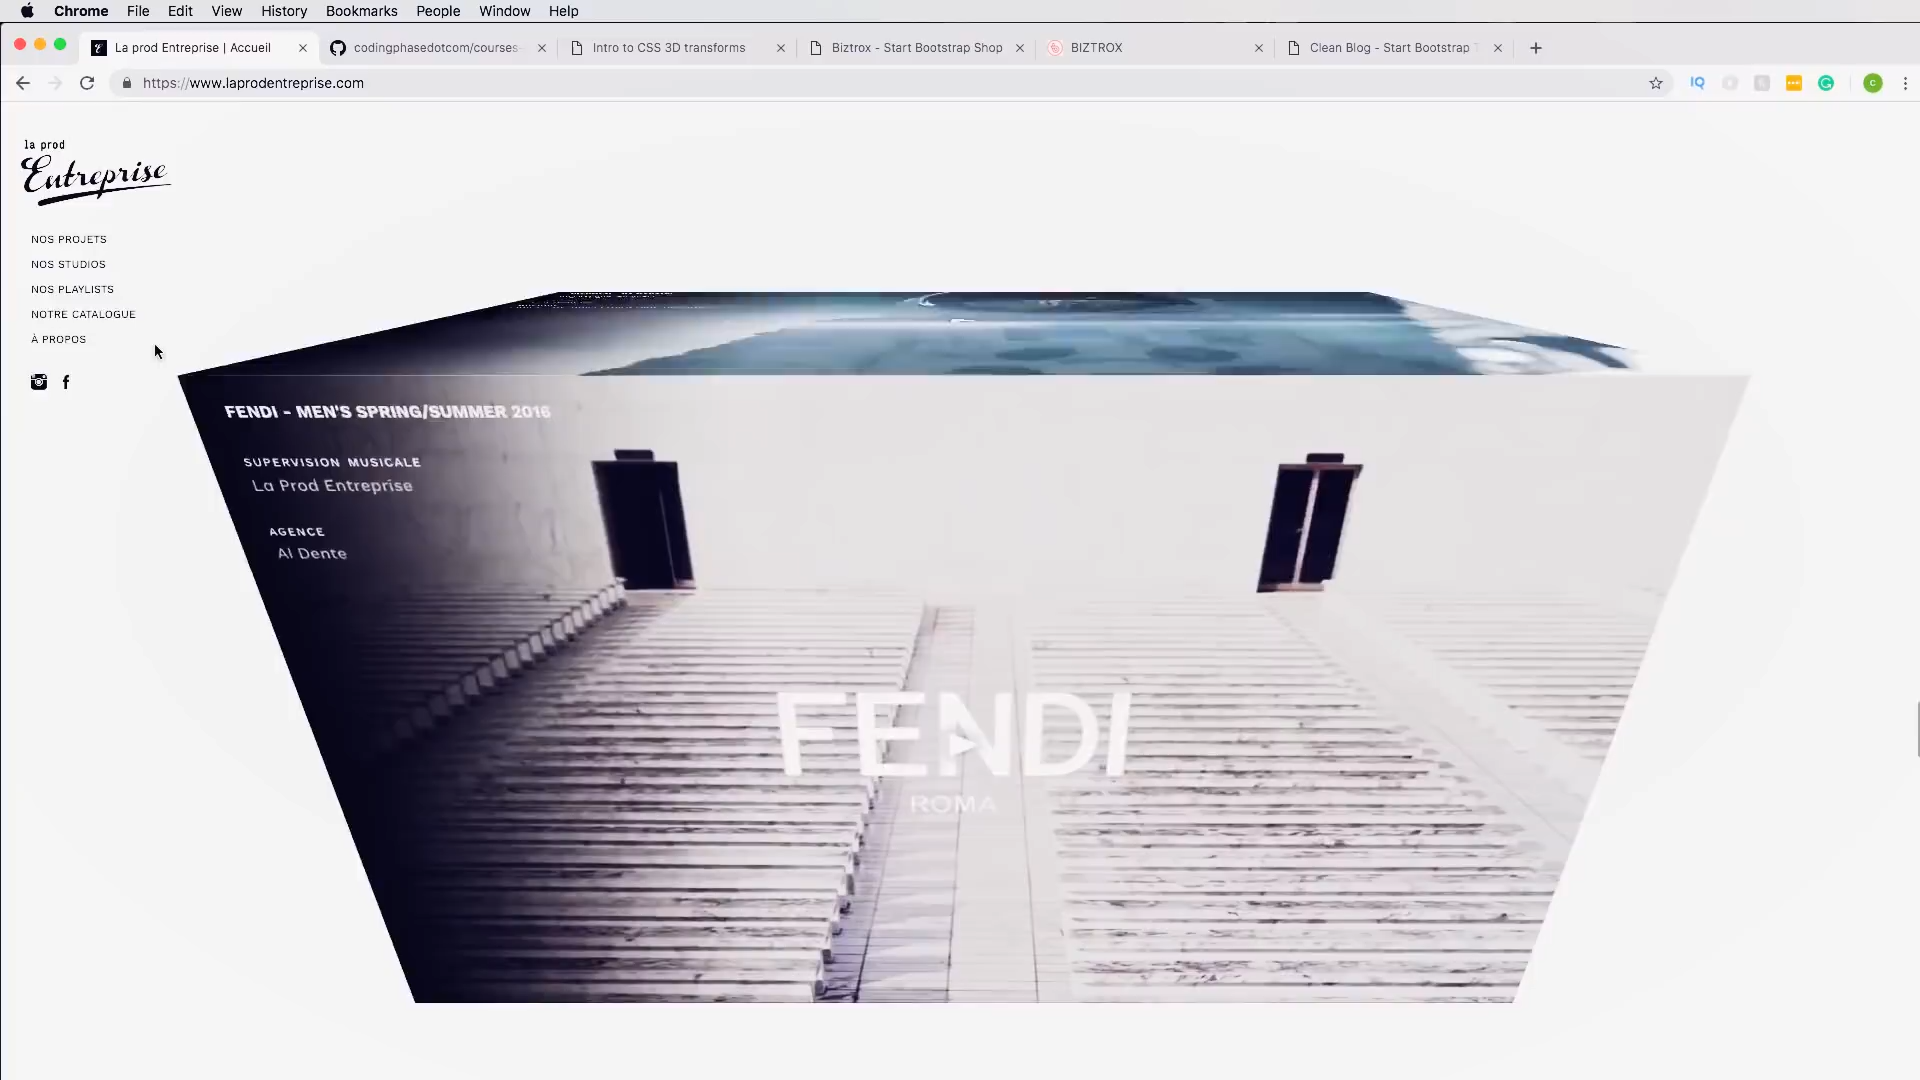 Chrome File Edit View History Bookmarks People Window Help
La prod Entreprise | Accueil
codingphasedotcom/courses-
Intro to CSS 3D transforms
Biztrox - Start Bootstrap Shop
BIZTROX
Clean Blog - Start Bootstrap T
https://www.laprodentreprise.com
IQ
C
la prod
Entreprise
NOS PROJETS
NOS STUDIOS
NOS PLAYLISTS
NOTRE CATALOGUE
À PROPOS
FENDI - MEN'S SPRING/SUMMER 2016
SUPERVISION MUSICALE
La Prod Entreprise
AGENCE
Al Dente
FENDI
ROMA